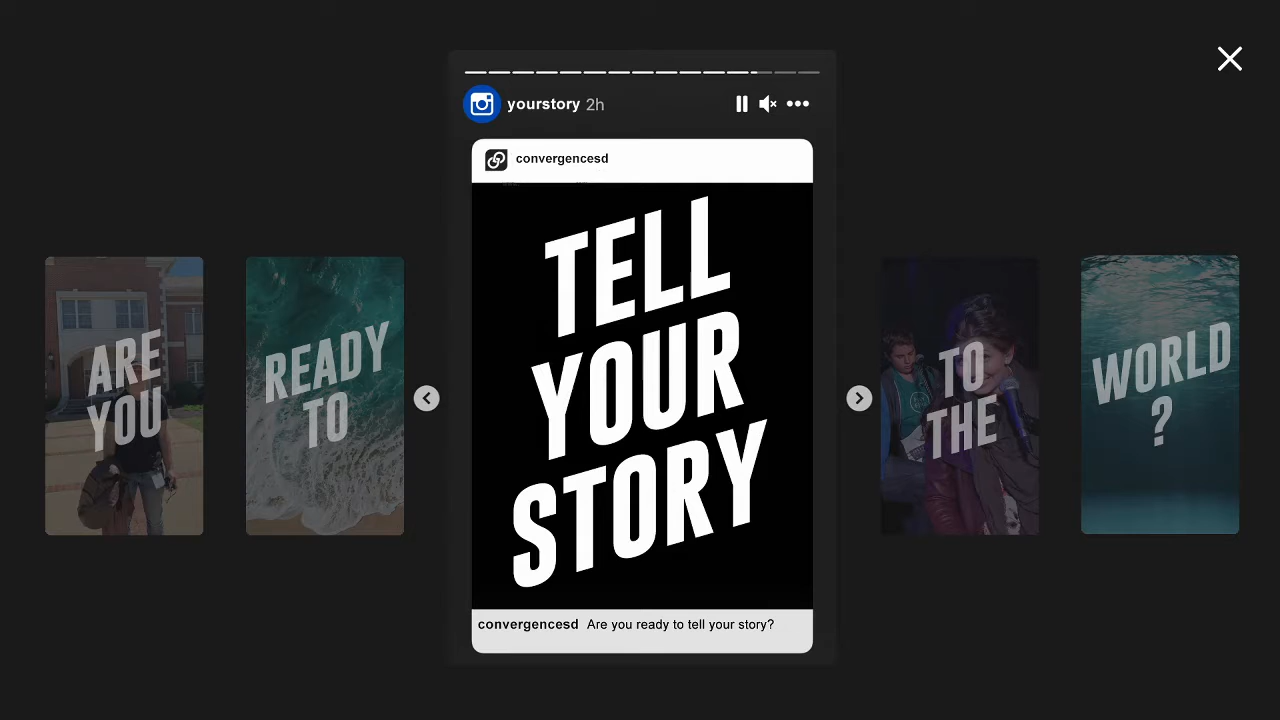 yourstory 2h
convergencesd
ARE
YOU
READY
TO
TELL
YOUR
STORY
TO
THE
WORLD
?
convergencesd Are you ready to tell your story?